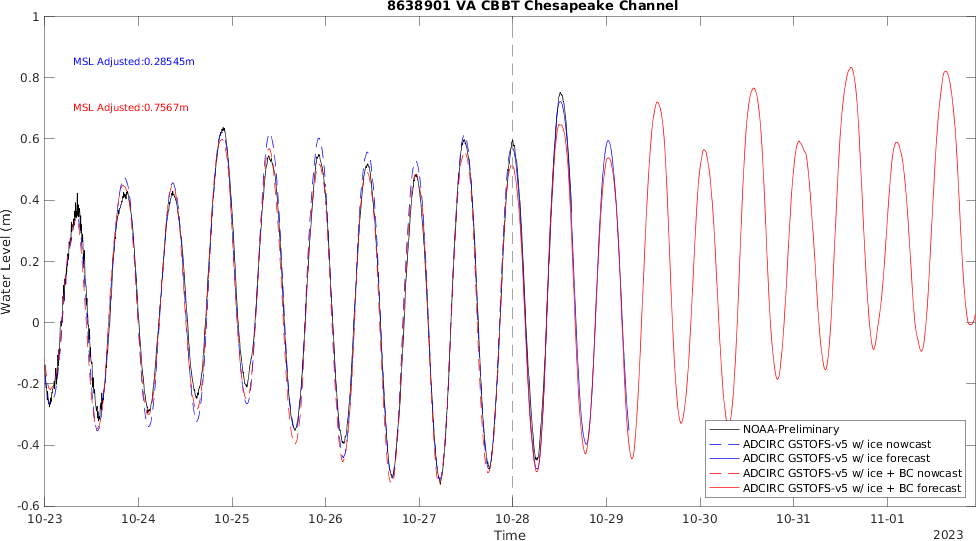 8638901 VA CBBT Chesapeake Channel
1
0.8
0.6
0.4
0.2
0
-0.2
-0.4
-0.6
Water Level (m)
MSL Adjusted:0.28545m
MSL Adjusted:0.7567m
NOAA-Preliminary
ADCIRC GSTOFS-v5 w/ ice nowcast
ADCIRC GSTOFS-v5 w/ ice forecast
ADCIRC GSTOFS-v5 w/ ice + BC nowcast
ADCIRC GSTOFS-v5 w/ ice + BC forecast
10-23 10-24 10-25 10-26 10-27 10-28 10-29 10-30 10-31 11-01
Time
2023